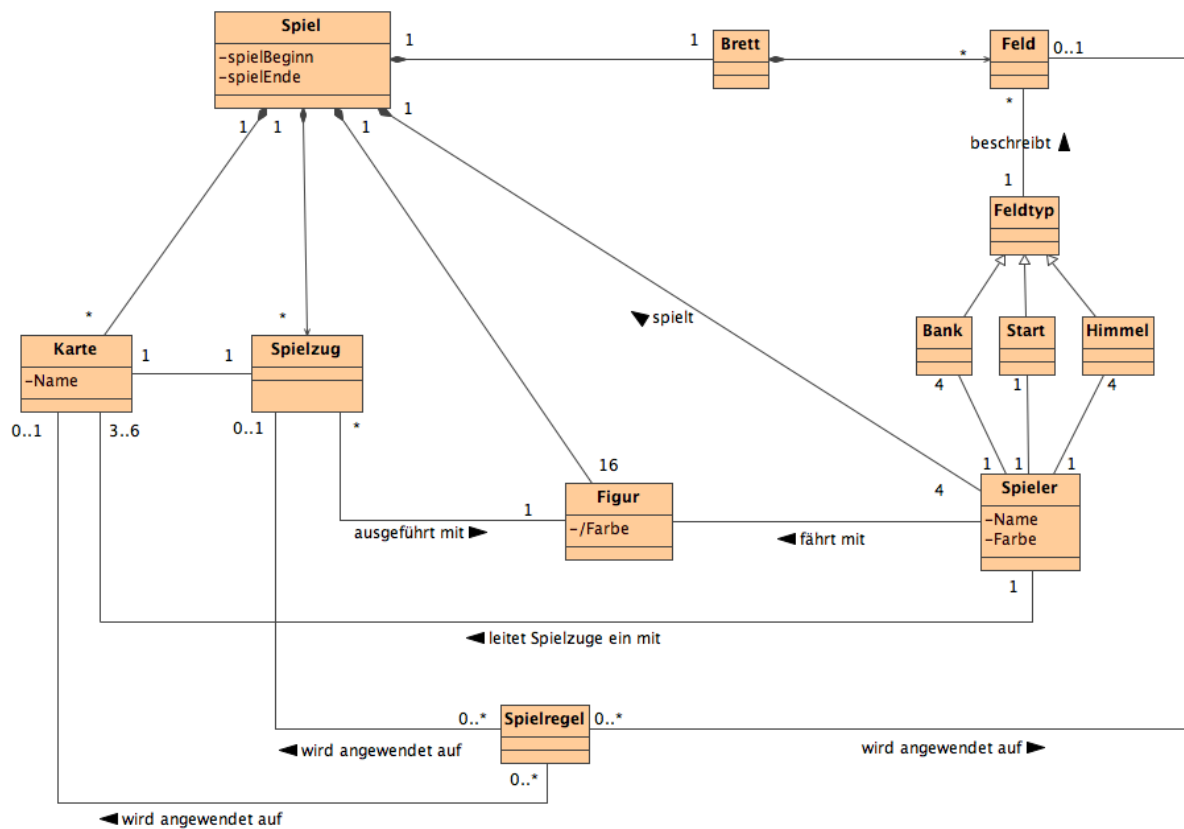 Spiel
-spielBeginn
-spielEnde
1
1
Brett
*
Feld
0..1
1
1
1
1
*
beschreibt
1
Feldtyp
*
*
spielt
Bank
Start
Himmel
Karte
-Name
1
1
Spielzug
4
1
4
0..1
3..6
0..1
*
16
4
1
1
1
Figur
-/Farbe
1
ausgeführt mit
fährt mit
Spieler
-Name
-Farbe
1
leitet Spielzuge ein mit
0..*
Spielregel
0..*
wird angewendet auf
wird angewendet auf
0..*
wird angewendet auf